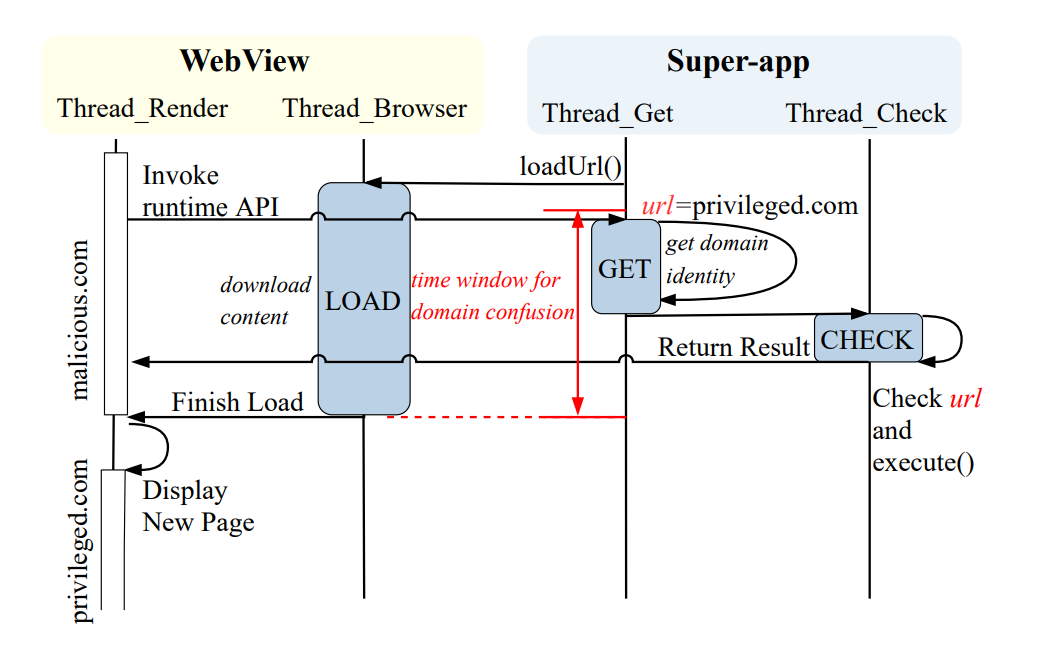 WebView
Super-app
Thread_Render
Thread_Browser
Thread_Get
Thread_Check
loadUrl()
Invoke
runtime API
url=privileged.com
get domain
identity
GET
malicious.com
download
content
LOAD
time window for
domain confusion
CHECK
Return Result
Finish Load
Check url
and
execute()
Display
New Page
privileged.com